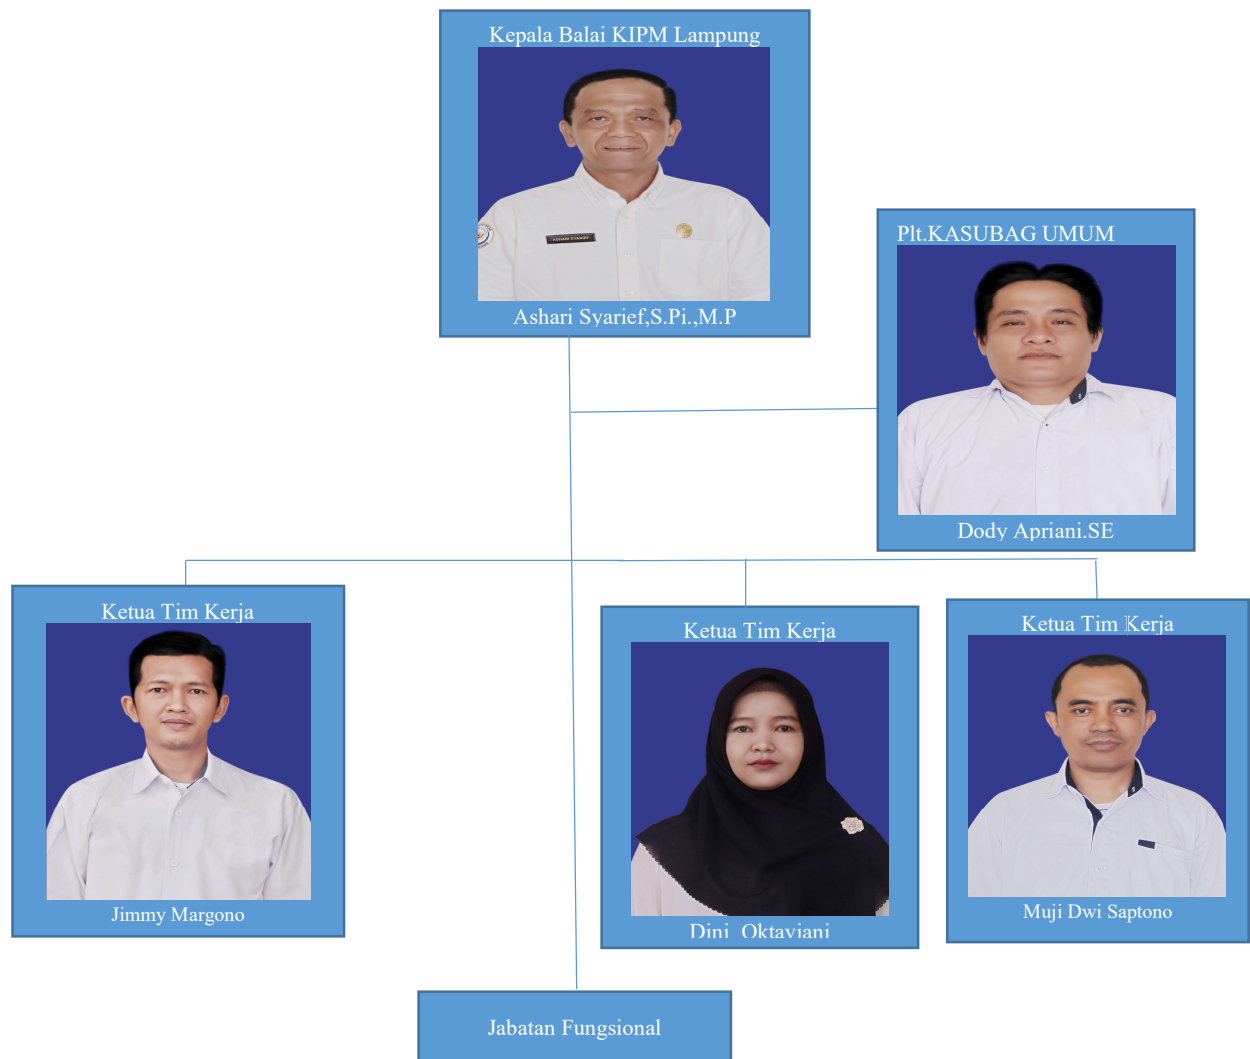 Kepala Balai KIPM Lampung
Ashari Syarief,S.Pi.,M.P
Plt.KASUBAG UMUM
Dody Apriani.SE
Ketua Tim Kerja
Jimmy Margono
Ketua Tim Kerja
Dini Oktaviani
Ketua Tim Kerja
Muji Dwi Saptono
Jabatan Fungsional